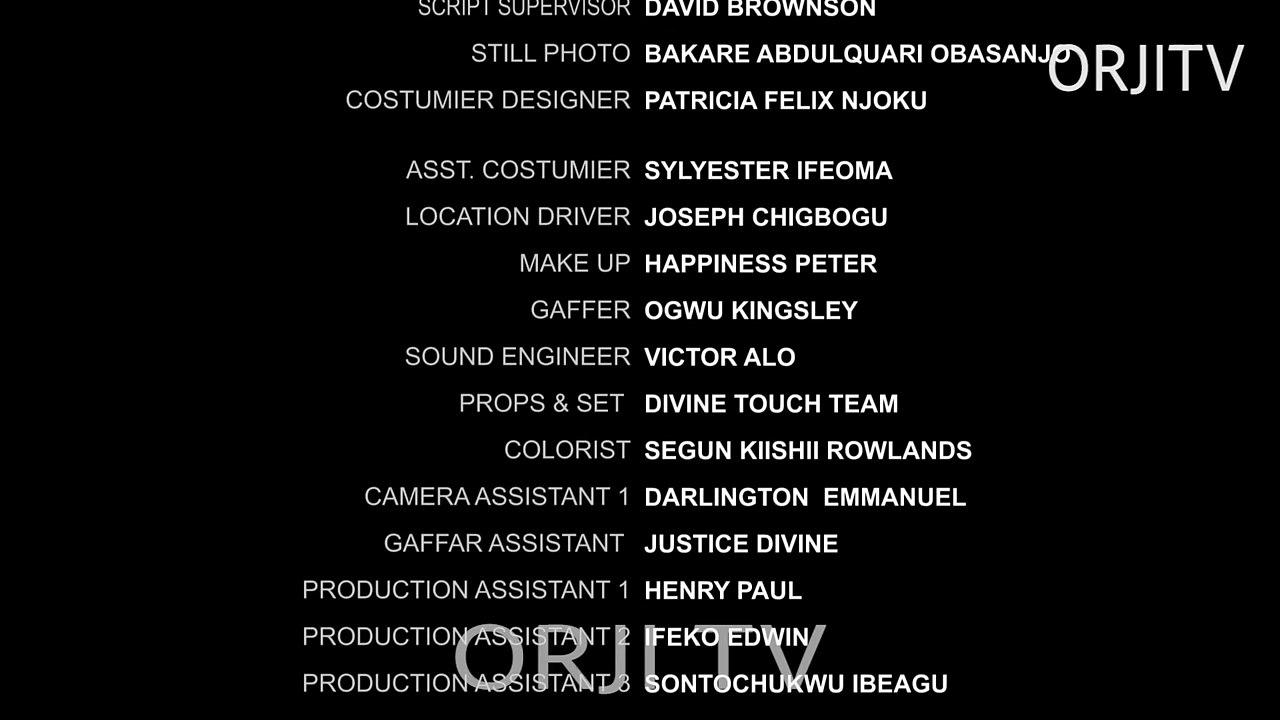 SCRIPT SUPERVISOR DAVID BROWNSON
STILL PHOTO BAKARE ABDULQUARI OBASANJO
ORJITV
COSTUMIER DESIGNER PATRICIA FELIX NJOKU
ASST. COSTUMIER SYLYESTER IFEOMA
LOCATION DRIVER JOSEPH CHIGBOGU
MAKE UP HAPPINESS PETER
GAFFER OGWU KINGSLEY
SOUND ENGINEER VICTOR ALO
PROPS & SET DIVINE TOUCH TEAM
COLORIST SEGUN KIISHII ROWLANDS
CAMERA ASSISTANT 1 DARLINGTON EMMANUEL
GAFFAR ASSISTANT JUSTICE DIVINE
PRODUCTION ASSISTANT 1 HENRY PAUL
PRODUCTION ASSISTANT 2 IFEKO EDWIN
ORJI TV
PRODUCTION ASSISTANT 3 SONTOCHUKWU IBEAGU